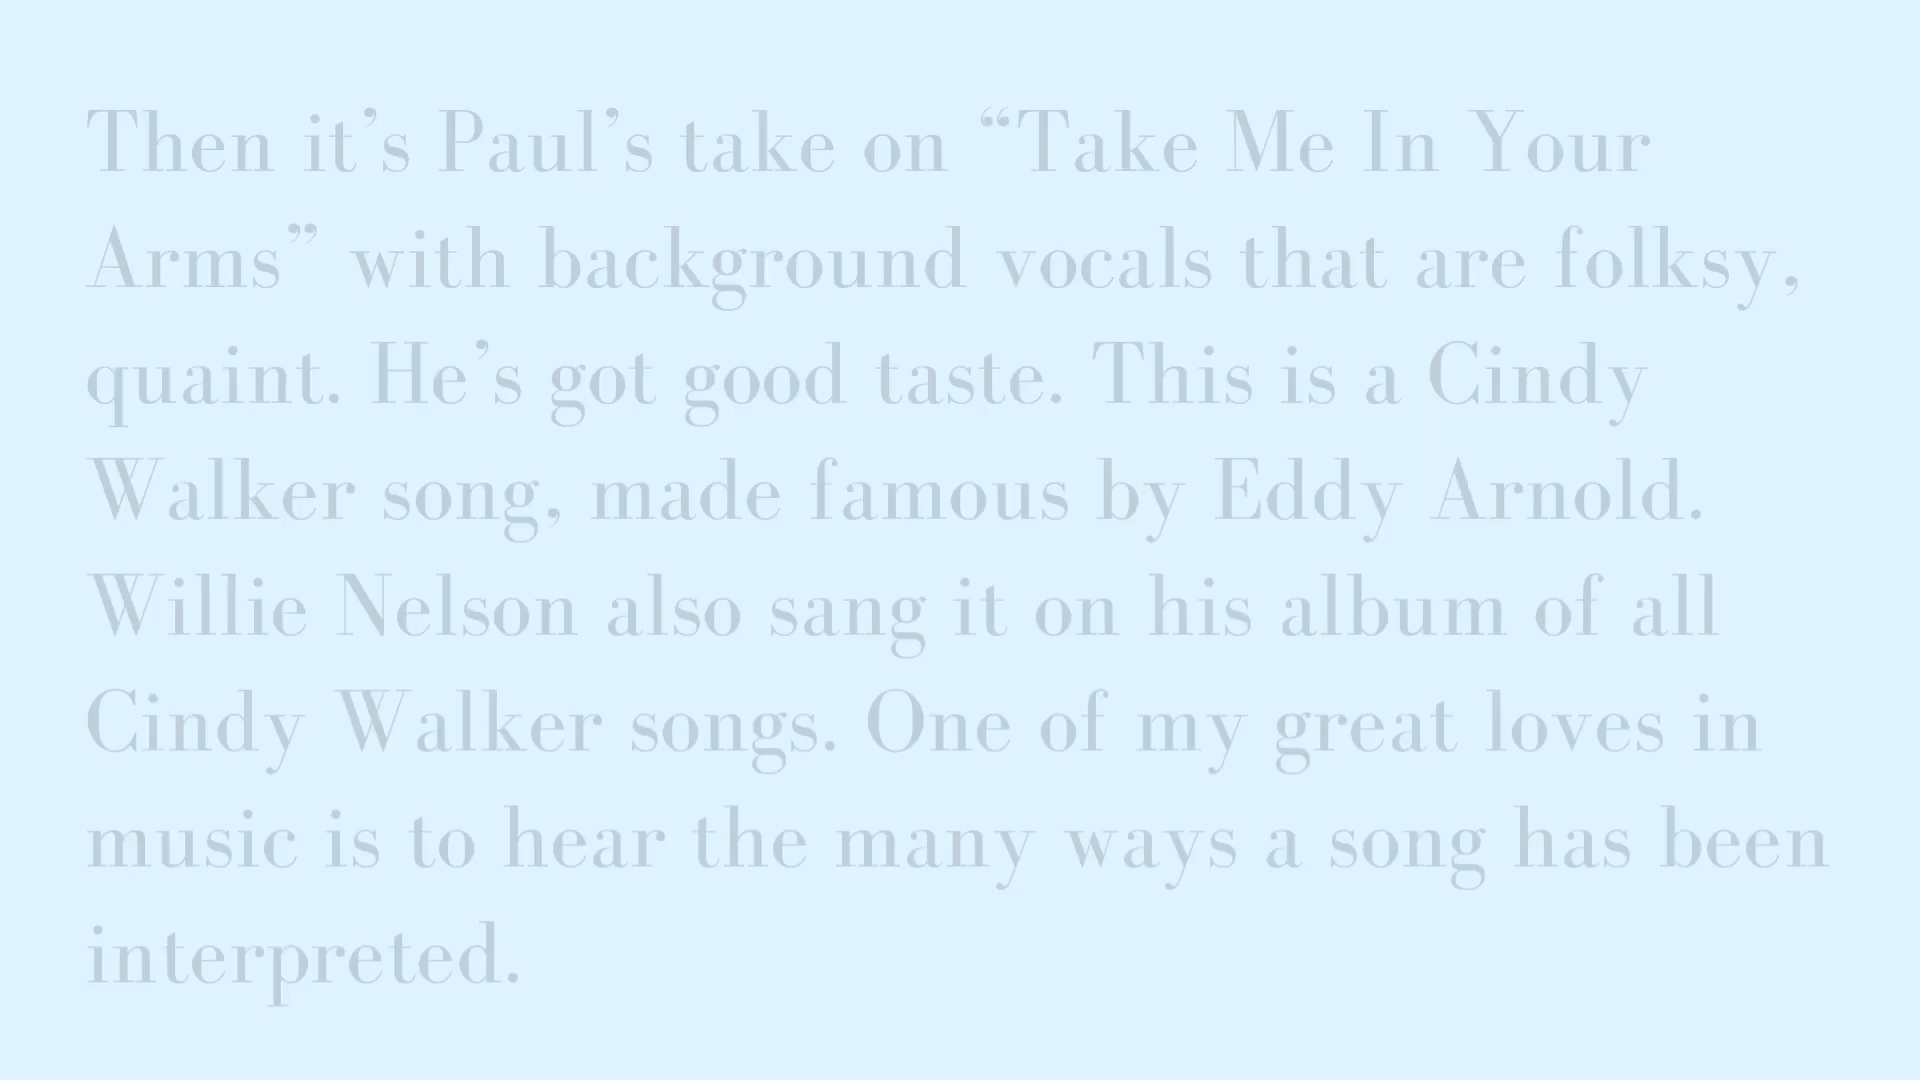 Then it’s Paul’s take on “Take Me In Your
Arms” with background vocals that are folksy,
quaint. He’s got good taste. This is a Cindy
Walker song, made famous by Eddy Arnold.
Willie Nelson also sang it on his album of all
Cindy Walker songs. One of my great loves in
music is to hear the many ways a song has been
interpreted.